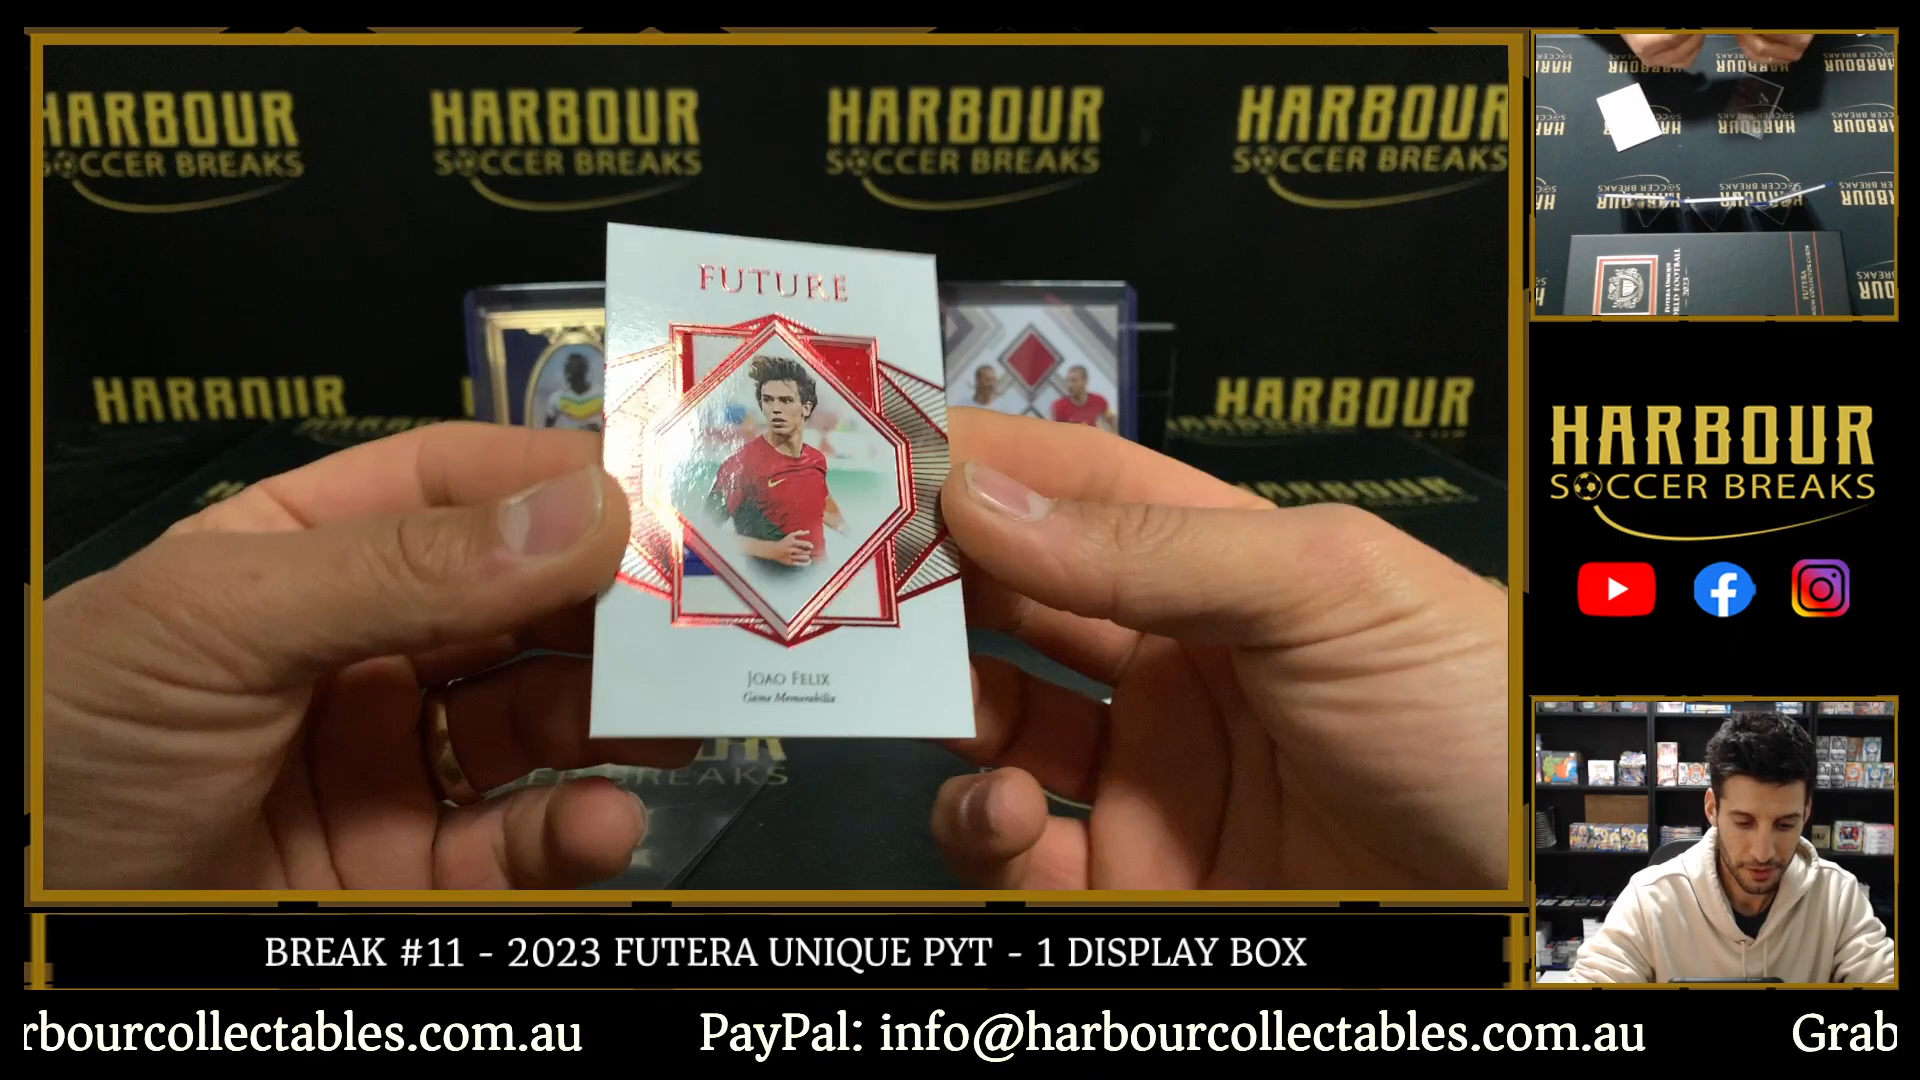 HARBOUR
SOCCER BREAKS
HARBOUR
SOCCER BREAKS
HARBOUR
SOCCER BREAKS
HARBOUR
SOCCER BREAKS
HARBOUR
HARBOUR
FUTURE
JOAO FELIX
Game Memorabilia
HARBOUR
SOCCER BREAKS
BREAK #11 - 2023 FUTERA UNIQUE PYT - 1 DISPLAY BOX
rbourcollectables.com.au PayPal: info@harbourcollectables.com.au Grab